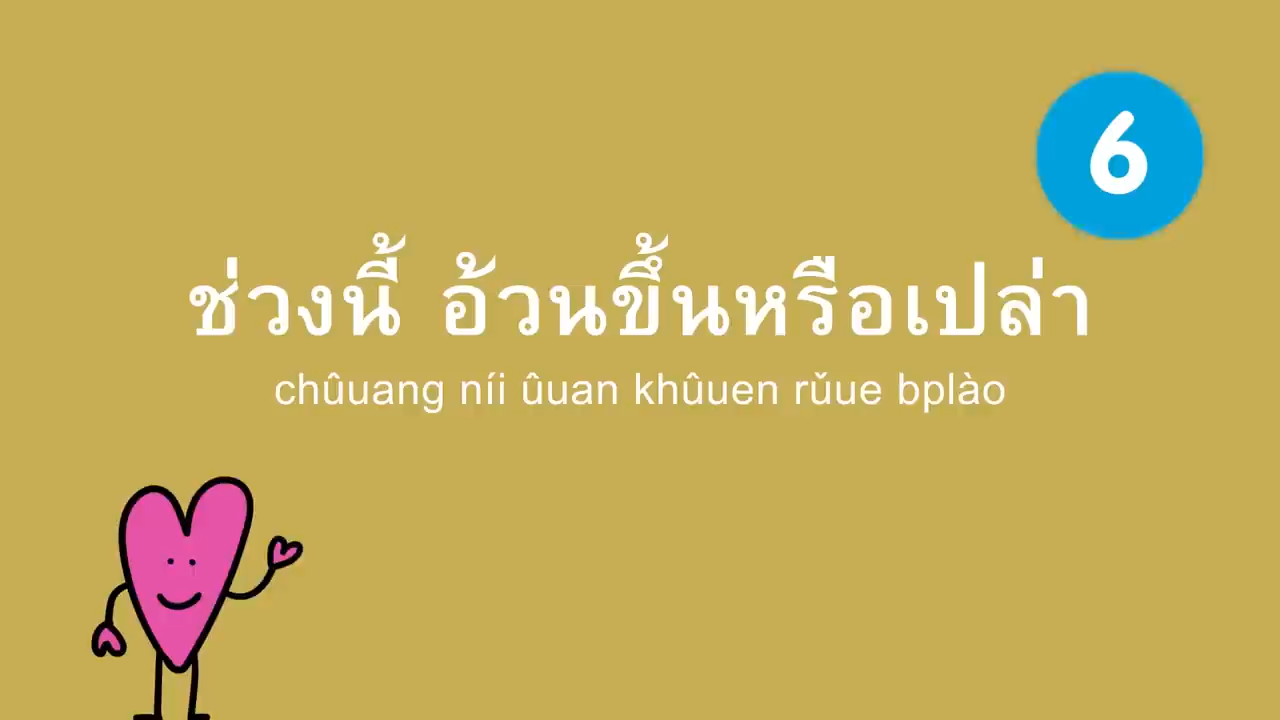 6
ช่วงนี้ อ้วนขึ้นหรือเปล่า
chûuang níi ûuan khûuen rǔue bplào